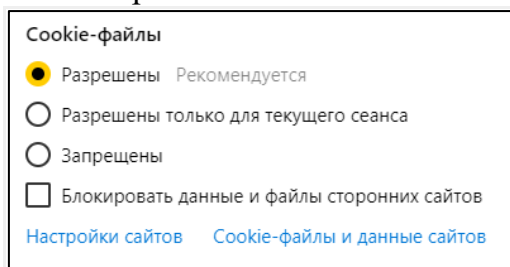 Cookie-файлы
Разрешены Рекомендуется
Разрешены только для текущего сеанса
Запрещены
Блокировать данные и файлы сторонних сайтов
Настройки сайтов Cookie-файлы и данные сайтов